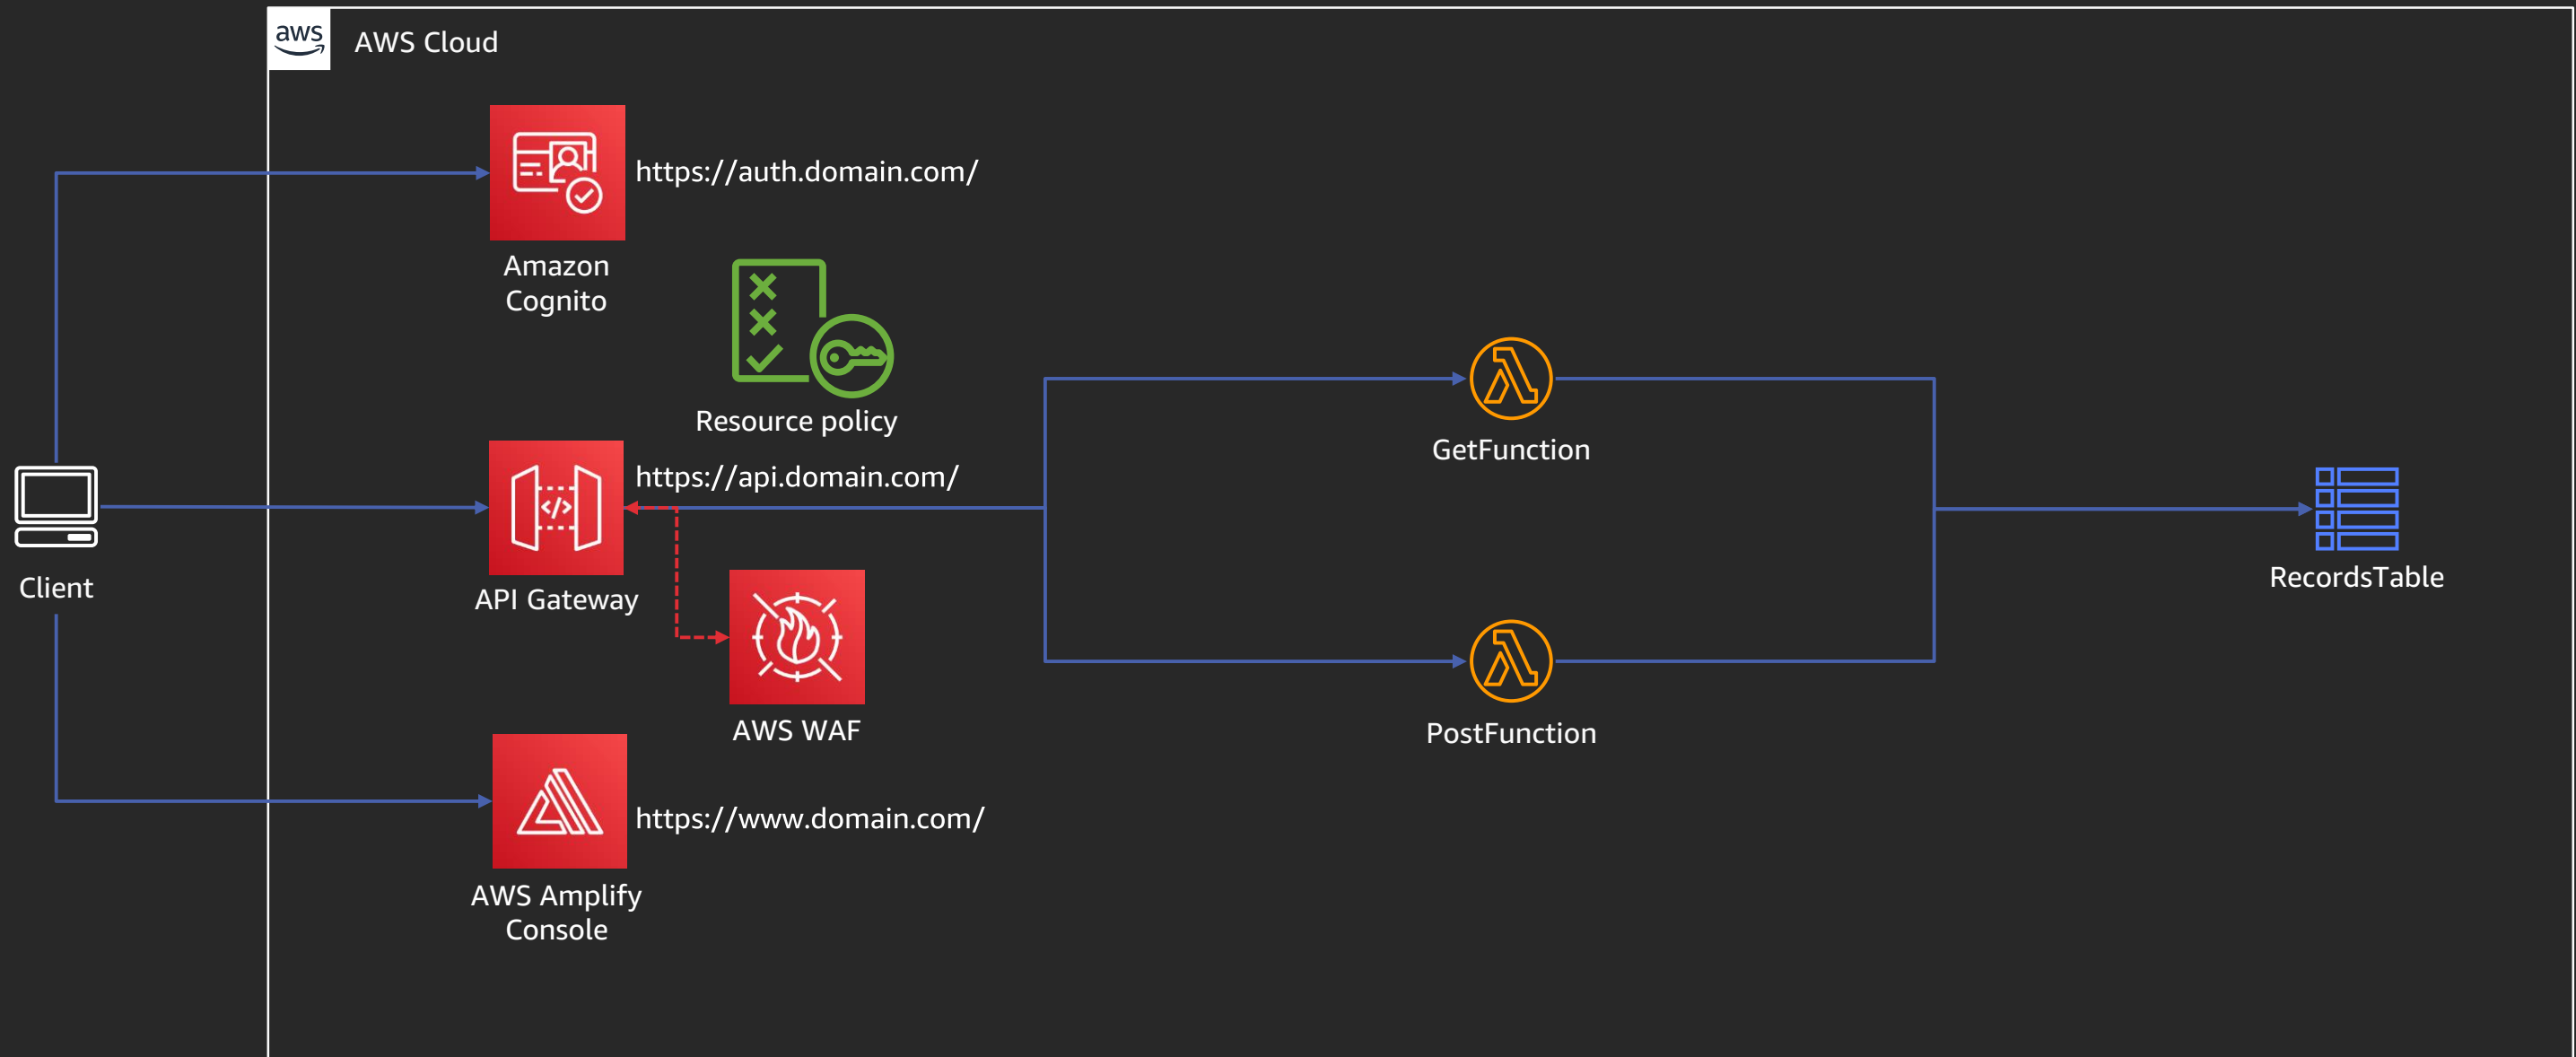 aws
AWS Cloud
https://auth.domain.com/
Amazon
Cognito
Resource policy
https://api.domain.com/
API Gateway
Client
AWS WAF
https://www.domain.com/
AWS Amplify
Console
GetFunction
PostFunction
RecordsTable